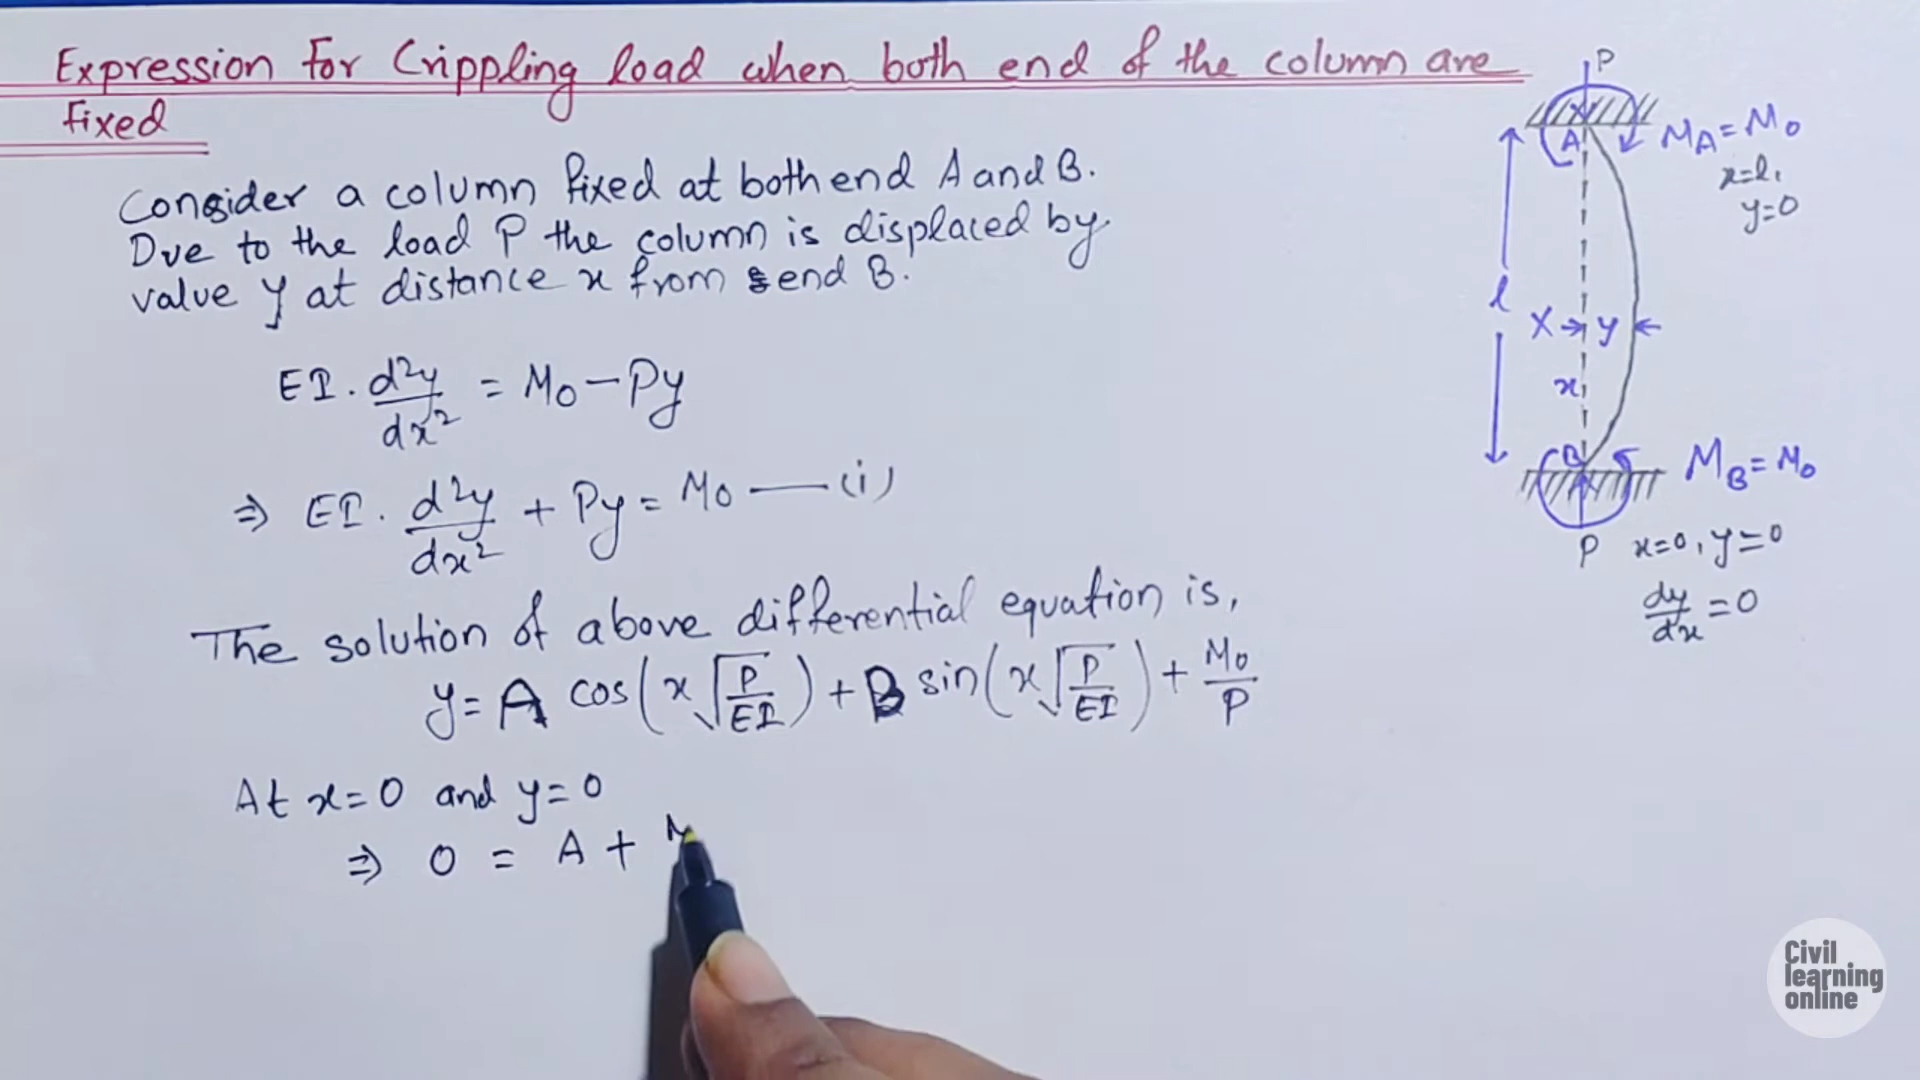 Expression for Crippling load when both end of the column are
fixed
Consider a column fixed at both end A and B.
Due to the load P the column is displaced by
value y at distance x from end B.
EI. d²y/dx² = M₀ - Py
⇒ EI. d²y/dx² + Py = M₀ —— (i)
The solution of above differential equation is,
y = A cos(x√(P/EI)) + B sin(x√(P/EI)) + M₀/P
At x=0 and y=0
⇒ 0 = A + M
P
A
M_A = M₀
x=l,
y=0
l
X
y
x
B
M_B = M₀
P
x=0, y=0
dy/dx = 0
Civil
learning
online